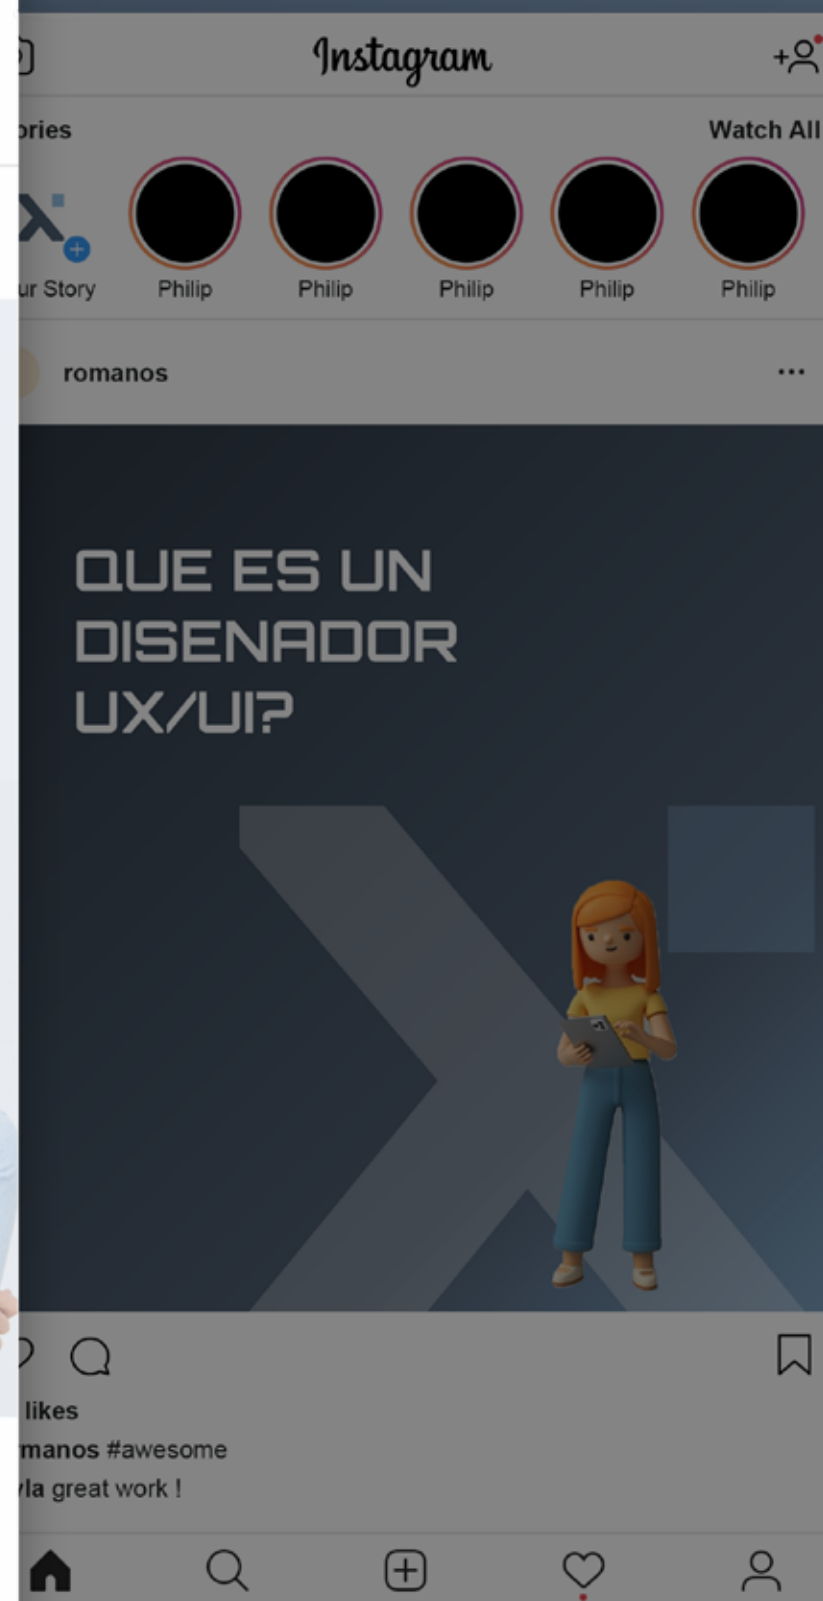 Instagram
ories
Watch All
ur Story
Philip
Philip
Philip
Philip
Philip
romanos
QUE ES UN
DISENADOR
UX/UI?
likes
manos #awesome
yla great work !